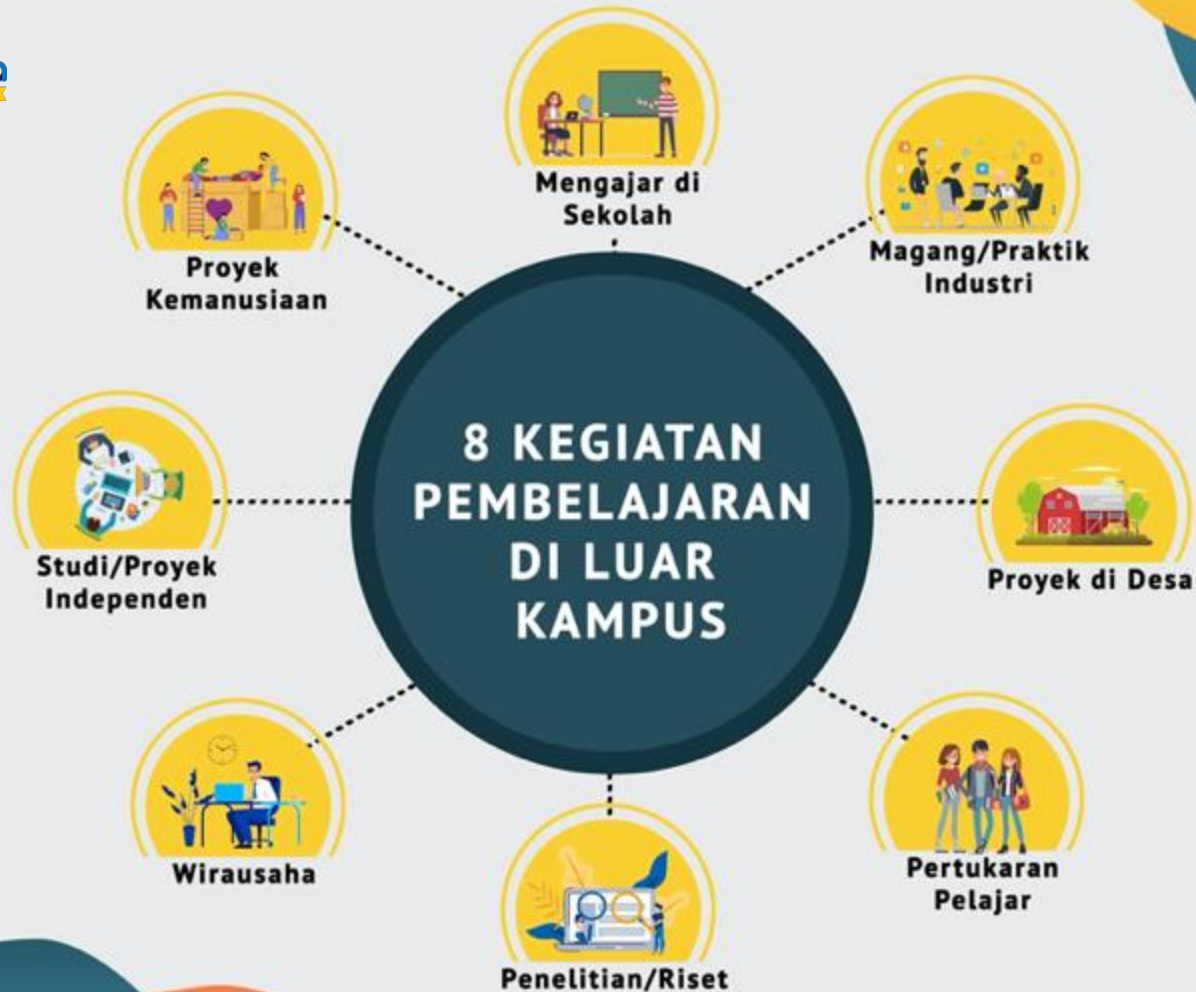 Mengajar di
Sekolah
Magang/Praktik
Industri
Proyek di Desa
Pertukaran
Pelajar
Penelitian/Riset
Wirausaha
Studi/Proyek
Independen
Proyek
Kemanusiaan
8 KEGIATAN
PEMBELAJARAN
DI LUAR
KAMPUS